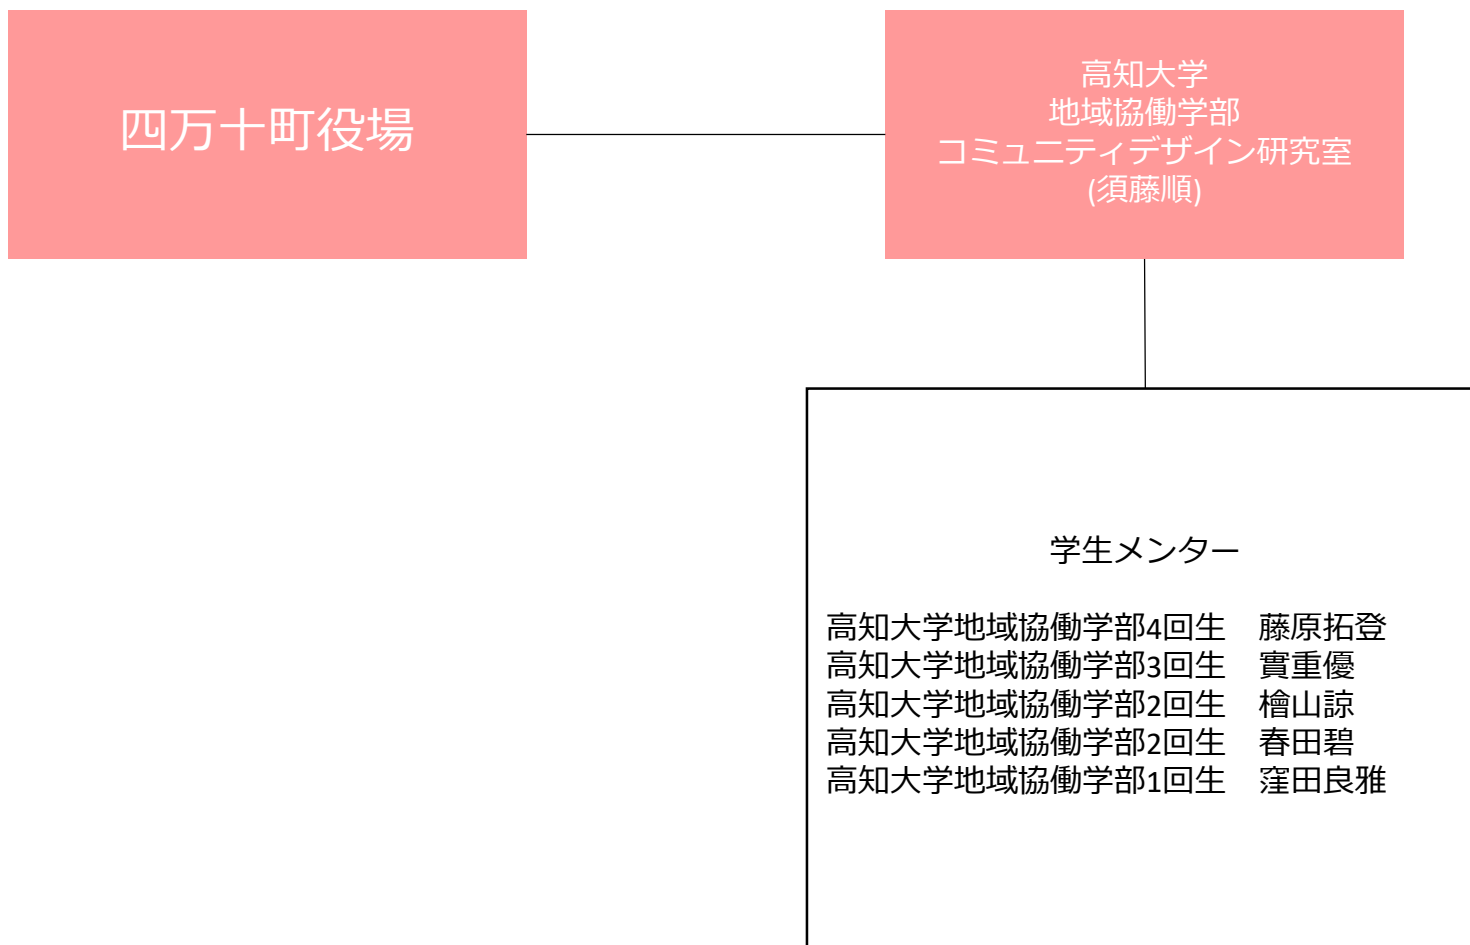 四万十町役場
高知大学
地域協働学部
コミュニティデザイン研究室
(須藤順)
学生メンター
高知大学地域協働学部4回生　藤原拓登
高知大学地域協働学部3回生　實重優
高知大学地域協働学部2回生　檜山諒
高知大学地域協働学部2回生　春田碧
高知大学地域協働学部1回生　窪田良雅